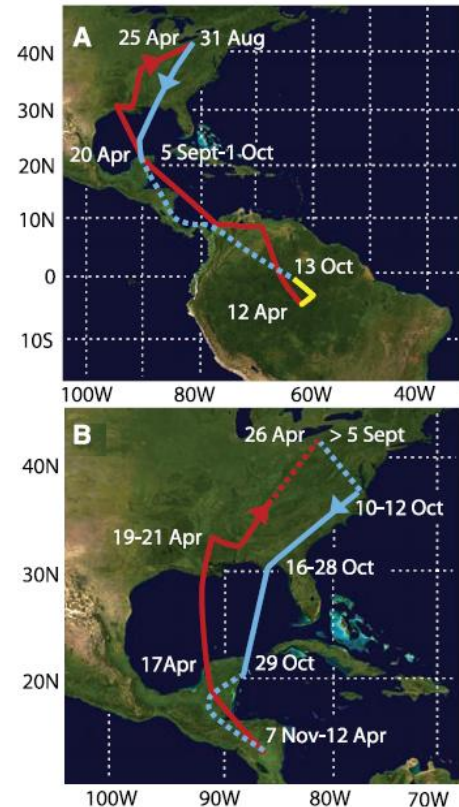 A
25 Apr 31 Aug
40N
30N
20N
20 Apr 5 Sept-1 Oct
10N
0
13 Oct
12 Apr
10S
100W 80W 60W 40W
B
26 Apr > 5 Sept
40N
10-12 Oct
19-21 Apr
30N
16-28 Oct
17Apr
29 Oct
20N
7 Nov-12 Apr
100W 90W 80W 70W